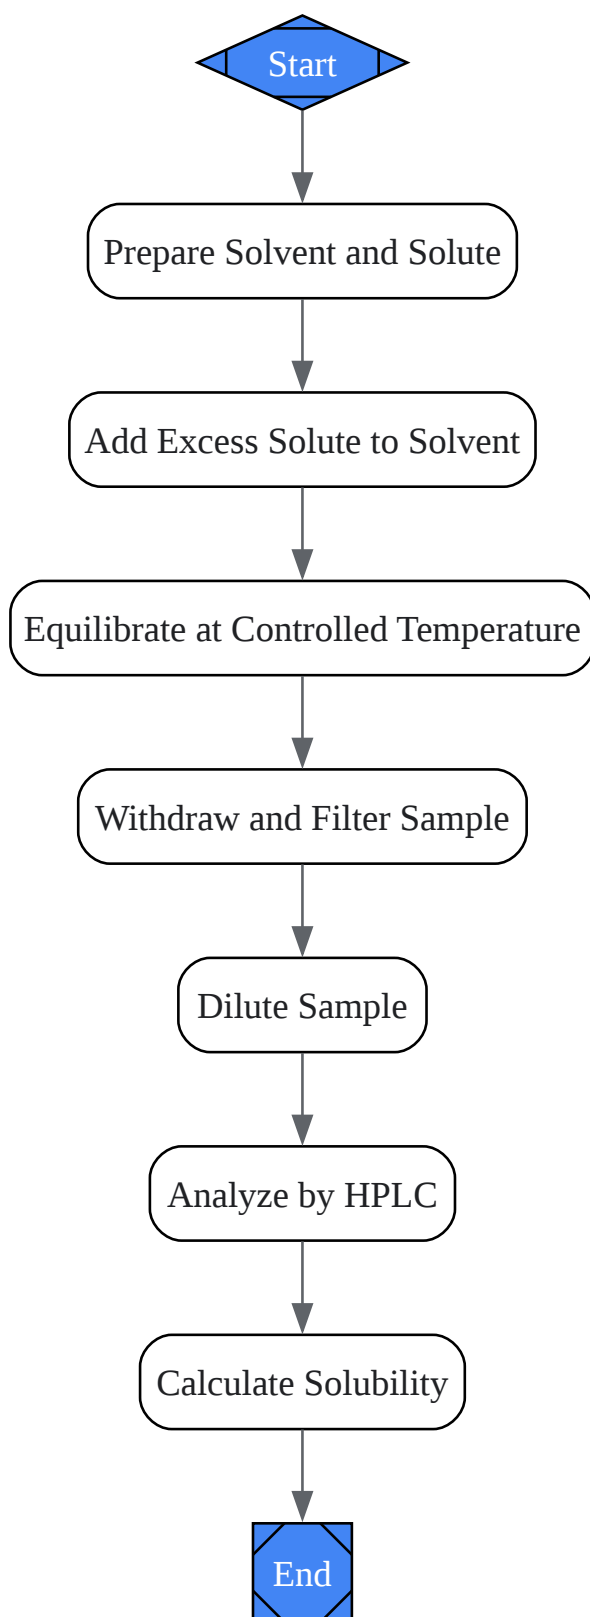 Start
Prepare Solvent and Solute
Add Excess Solute to Solvent
Equilibrate at Controlled Temperature
Withdraw and Filter Sample
Dilute Sample
Analyze by HPLC
Calculate Solubility
End